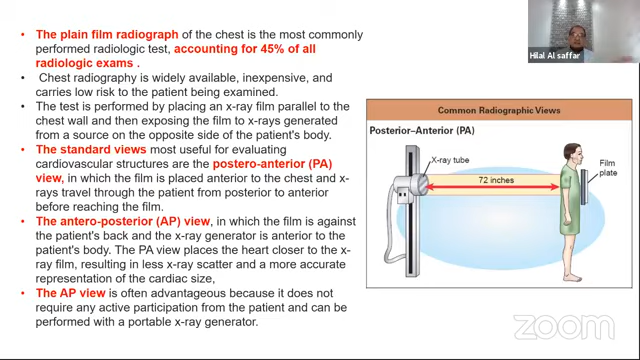 • The plain film radiograph of the chest is the most commonly
performed radiologic test, accounting for 45% of all
radiologic exams .
• Chest radiography is widely available, inexpensive, and
carries low risk to the patient being examined.
• The test is performed by placing an x-ray film parallel to the
chest wall and then exposing the film to x-rays generated
from a source on the opposite side of the patient's body.
• The standard views most useful for evaluating
cardiovascular structures are the postero-anterior (PA)
view, in which the film is placed anterior to the chest and x-
rays travel through the patient from posterior to anterior
before reaching the film.
• The antero-posterior (AP) view, in which the film is against
the patient's back and the x-ray generator is anterior to the
patient's body. The PA view places the heart closer to the x-
ray film, resulting in less x-ray scatter and a more accurate
representation of the cardiac size,
• The AP view is often advantageous because it does not
require any active participation from the patient and can be
performed with a portable x-ray generator.
Hilal Al saffar
Common Radiographic Views
Posterior–Anterior (PA)
X-ray tube
72 inches
Film
plate
zoom